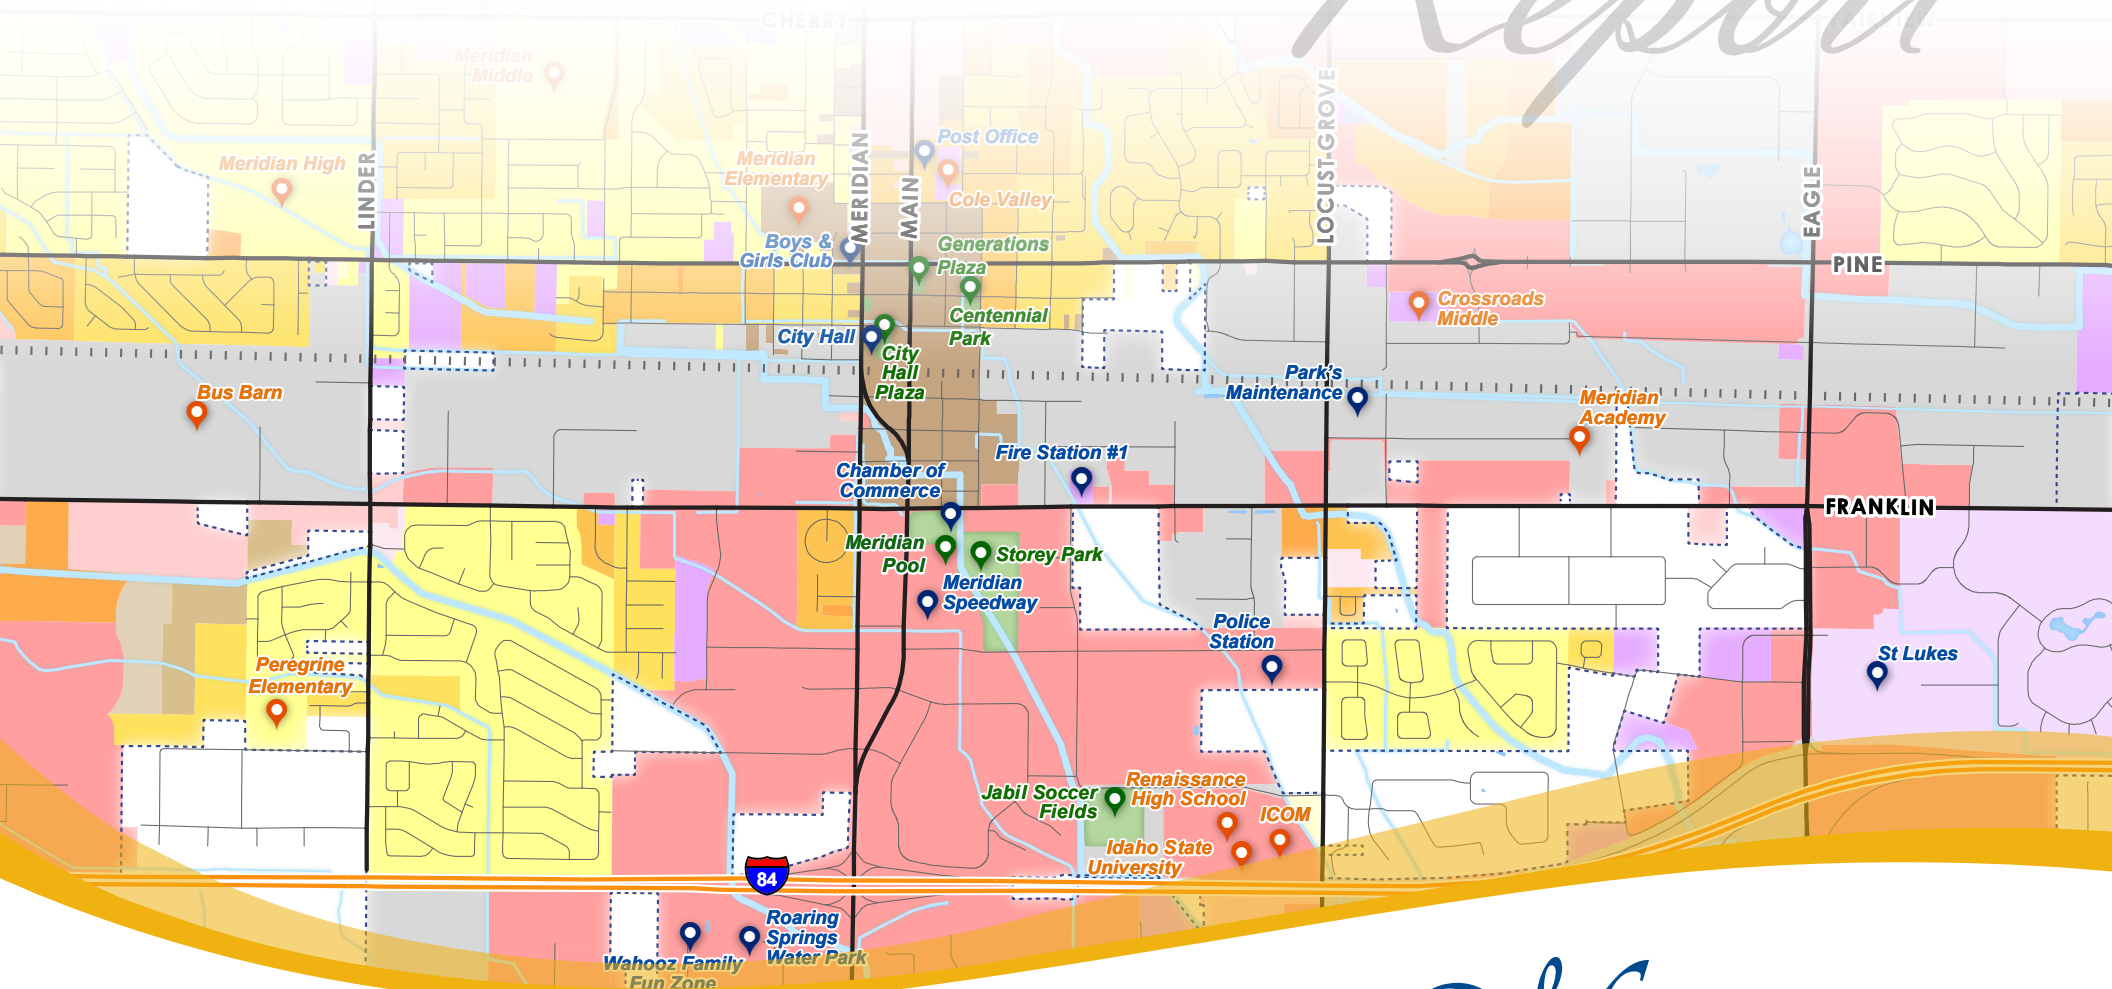 Report
CHERRY
FAIRVIEW
Meridian
Middle
LINDER
MERIDIAN
MAIN
LOCUST GROVE
EAGLE
Post Office
Meridian High
Meridian
Elementary
Cole Valley
Boys &
Girls Club
Generations
Plaza
PINE
Centennial
Park
Crossroads
Middle
City Hall
City
Hall
Plaza
Park's
Maintenance
Bus Barn
Meridian
Academy
Fire Station #1
Chamber of
Commerce
FRANKLIN
Meridian
Pool
Storey Park
Meridian
Speedway
Police
Station
St Lukes
Peregrine
Elementary
Jabil Soccer
Fields
Renaissance
High School
ICOM
Idaho State
University
84
Roaring
Springs
Water Park
Wahooz Family
Fun Zone